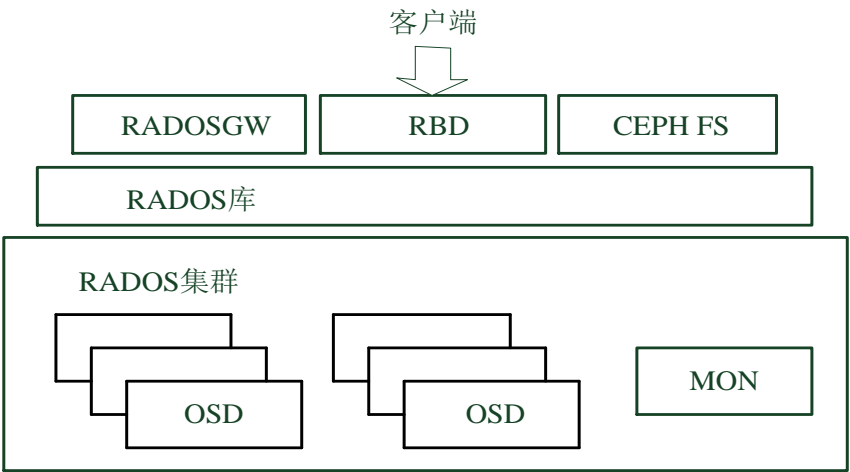 客户端
RADOSGW RBD CEPH FS
RADOS库
RADOS集群
OSD OSD MON